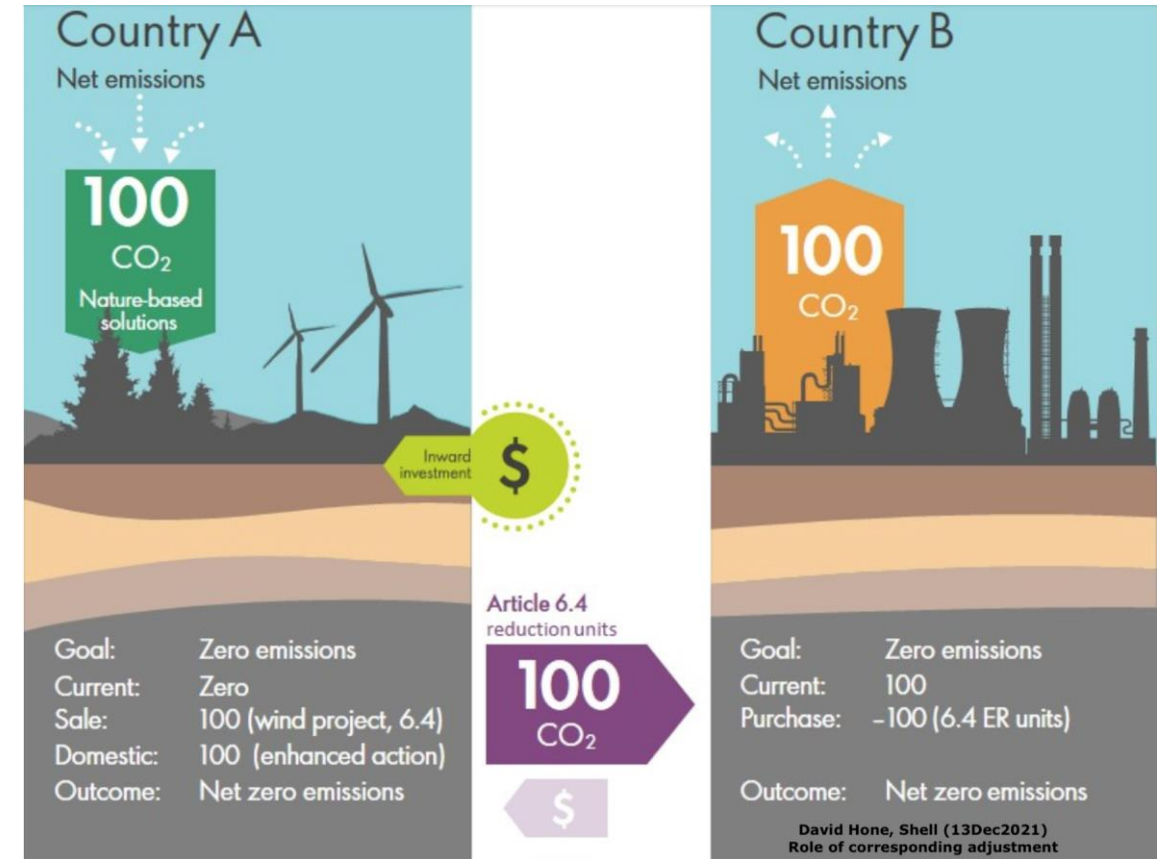 Country A
Net emissions
100
CO₂
Nature-based
solutions
Inward
investment
$
Goal: Zero emissions
Current: Zero
Sale: 100 (wind project, 6.4)
Domestic: 100 (enhanced action)
Outcome: Net zero emissions
Article 6.4
reduction units
100
CO₂
$
Country B
Net emissions
100
CO₂
Goal: Zero emissions
Current: 100
Purchase: –100 (6.4 ER units)
Outcome: Net zero emissions
David Hone, Shell (13Dec2021)
Role of corresponding adjustment